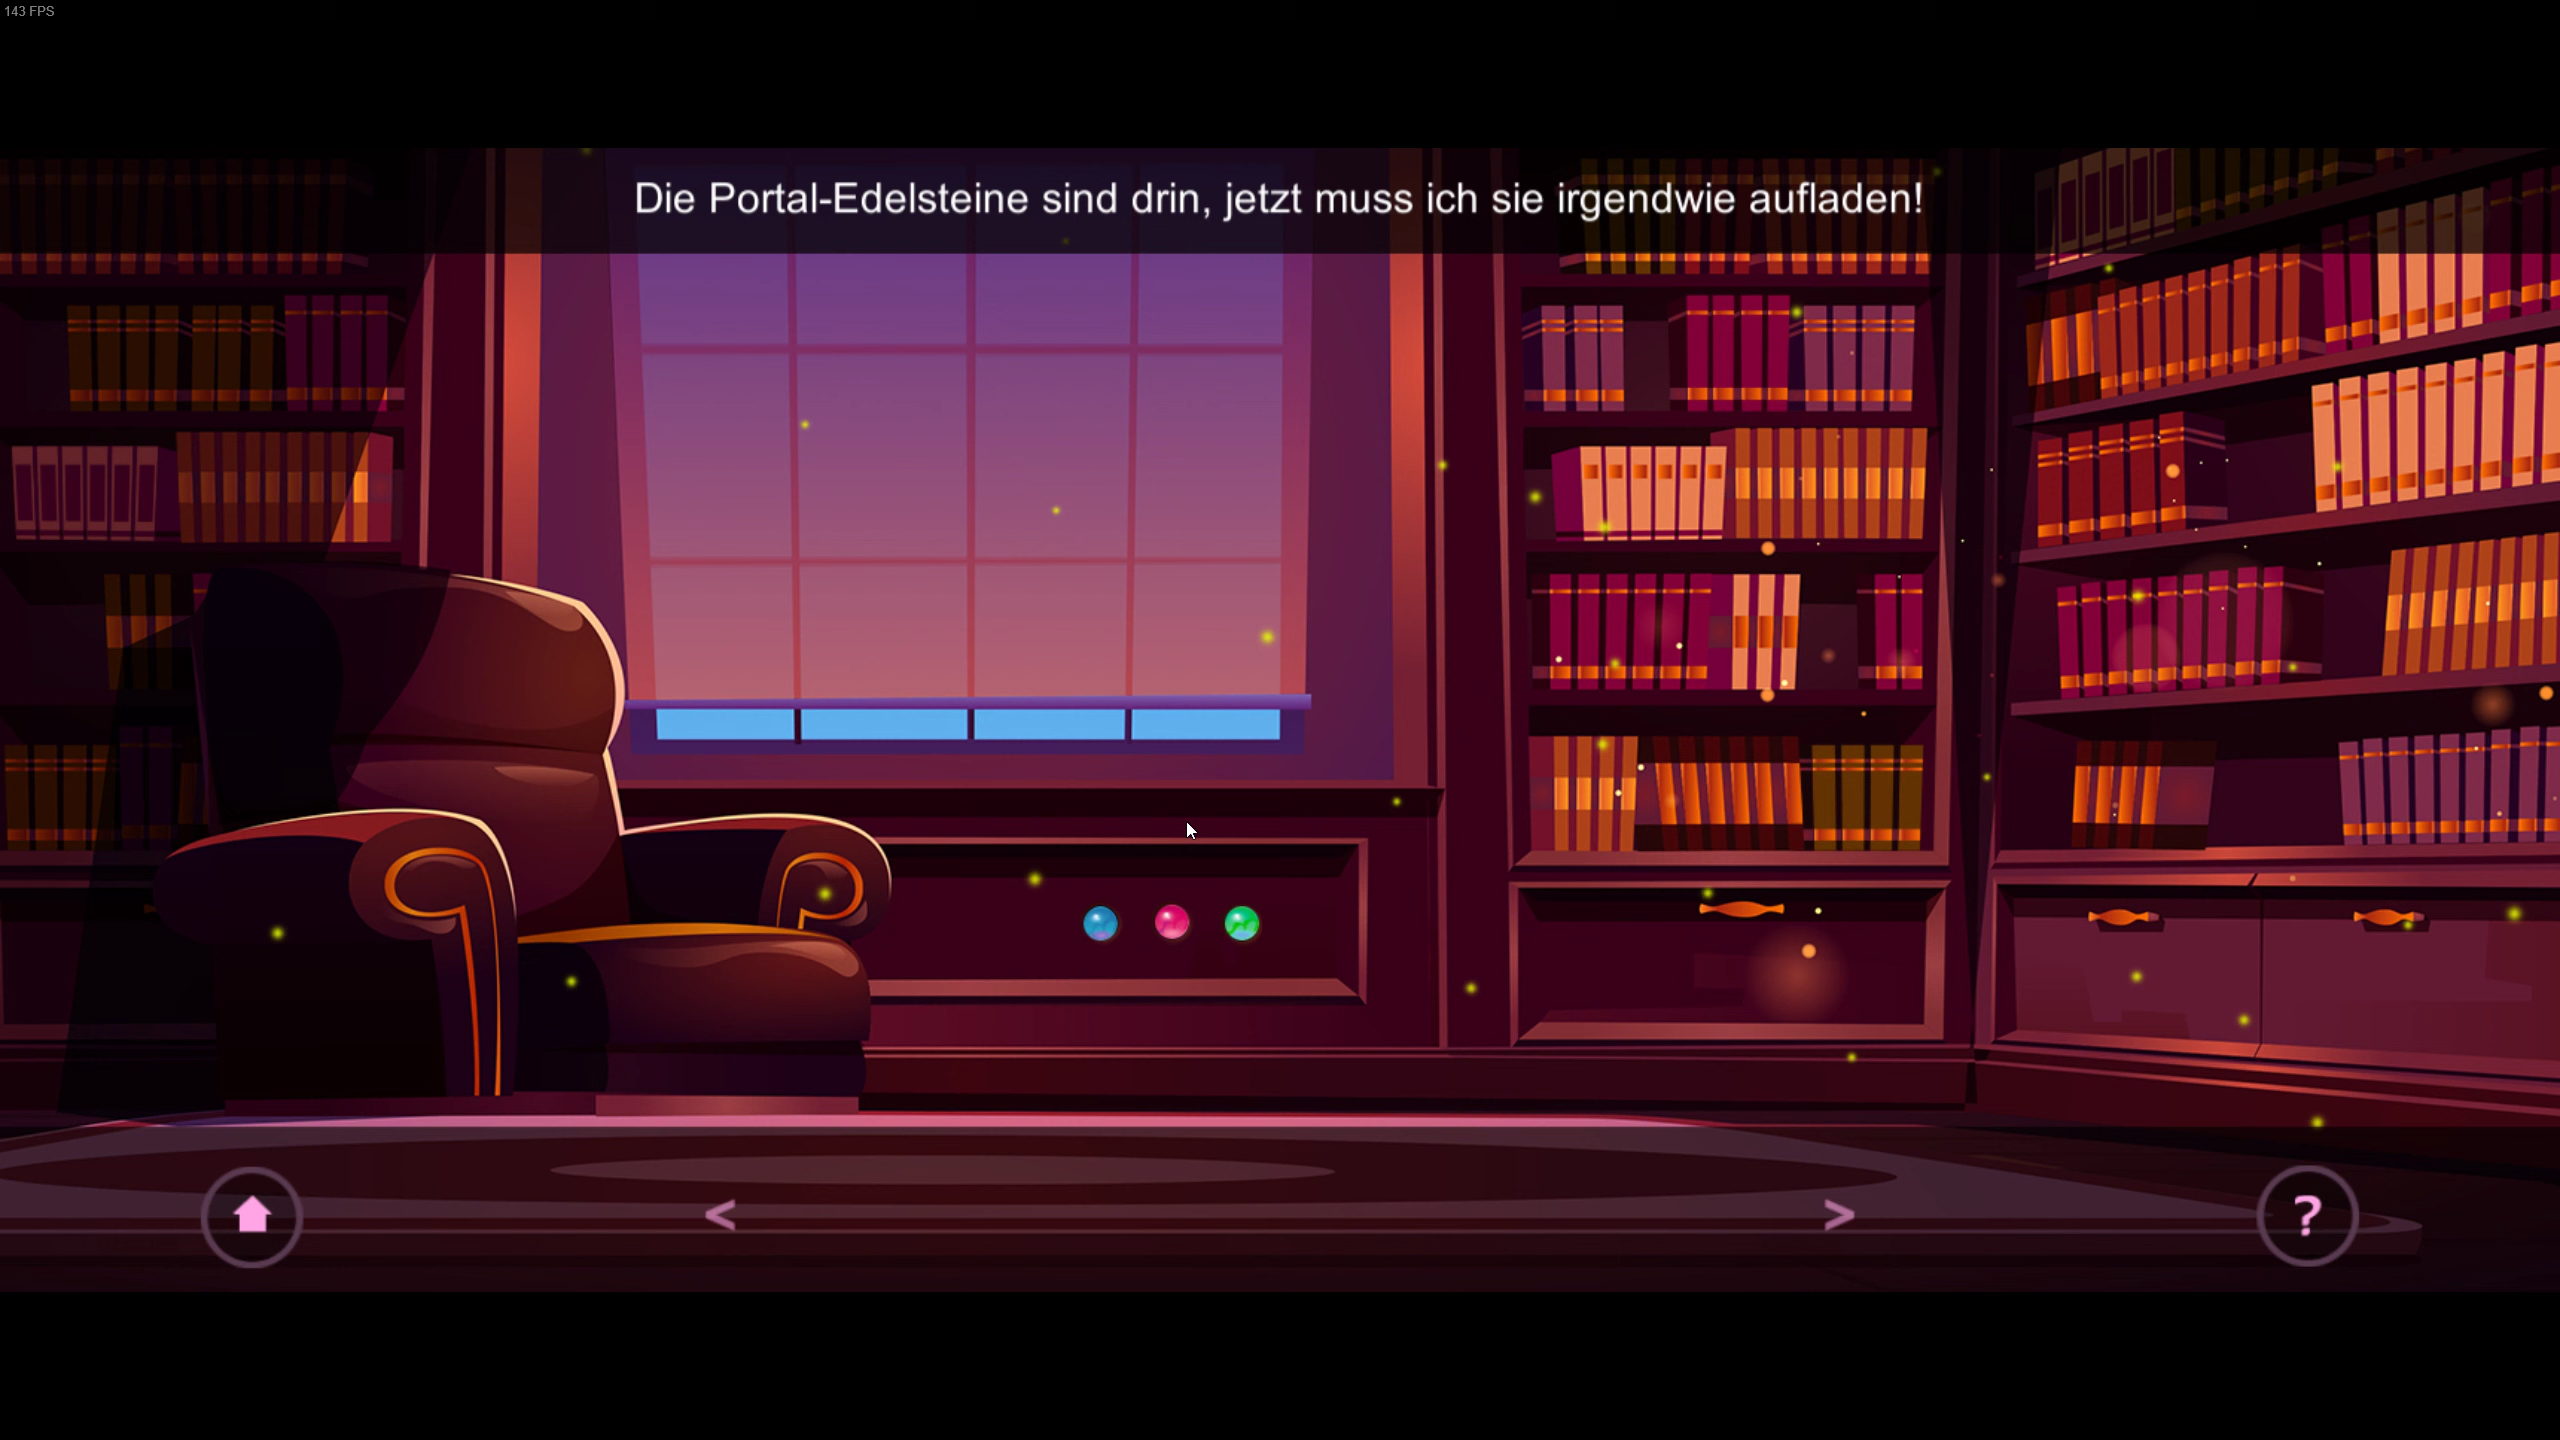 143 FPS
Die Portal-Edelsteine sind drin, jetzt muss ich sie irgendwie aufladen!
< > ?